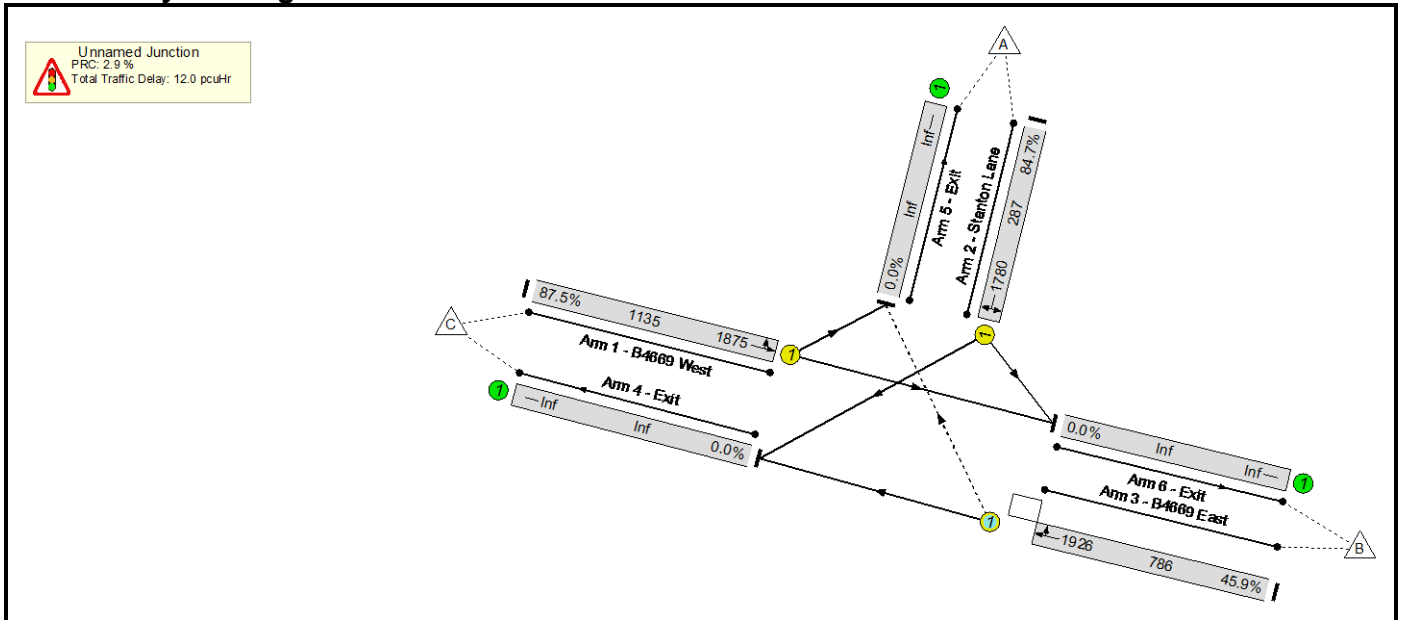 Unnamed Junction
PRC: 2.9 %
Total Traffic Delay: 12.0 pcuHr
A
1
Inf
Inf
0.0%
Arm 5 - Exit
Arm 2 - Stanton Lane
84.7%
287
1780
1
C
87.5%
1135
1875
1
Arm 1 - B4669 West
Arm 4 - Exit
1
Inf
Inf
0.0%
0.0%
Inf
Inf
1
Arm 6 - Exit
Arm 3 - B4669 East
B
1
1926
786
45.9%